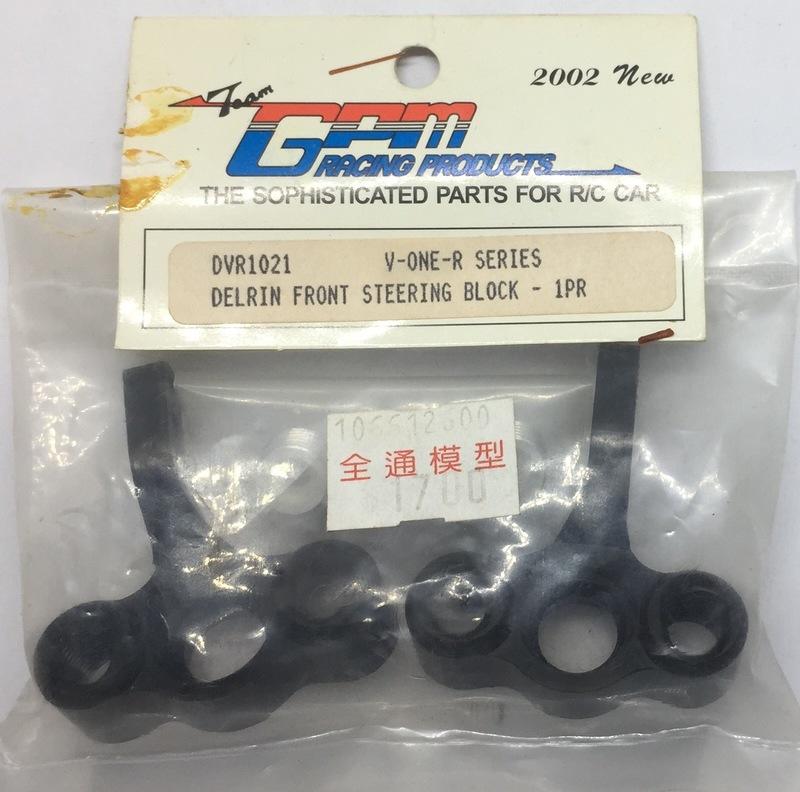 2002 New
Team
GPM
RACING PRODUCTS
THE SOPHISTICATED PARTS FOR R/C CAR
DVR1021 V-ONE-R SERIES
DELRIN FRONT STEERING BLOCK - 1PR
全通模型
1700